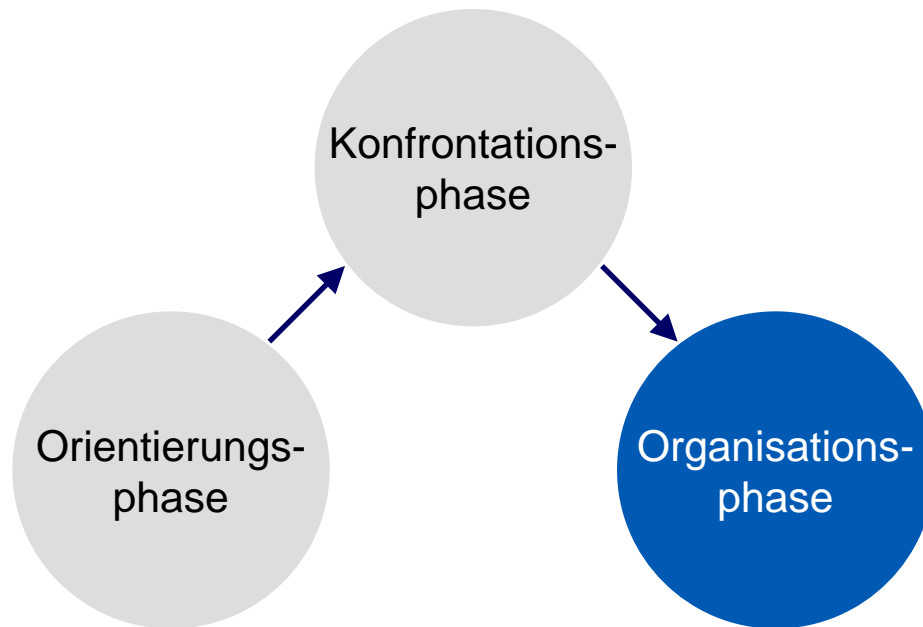 Konfrontations-
phase
Orientierungs-
phase
Organisations-
phase